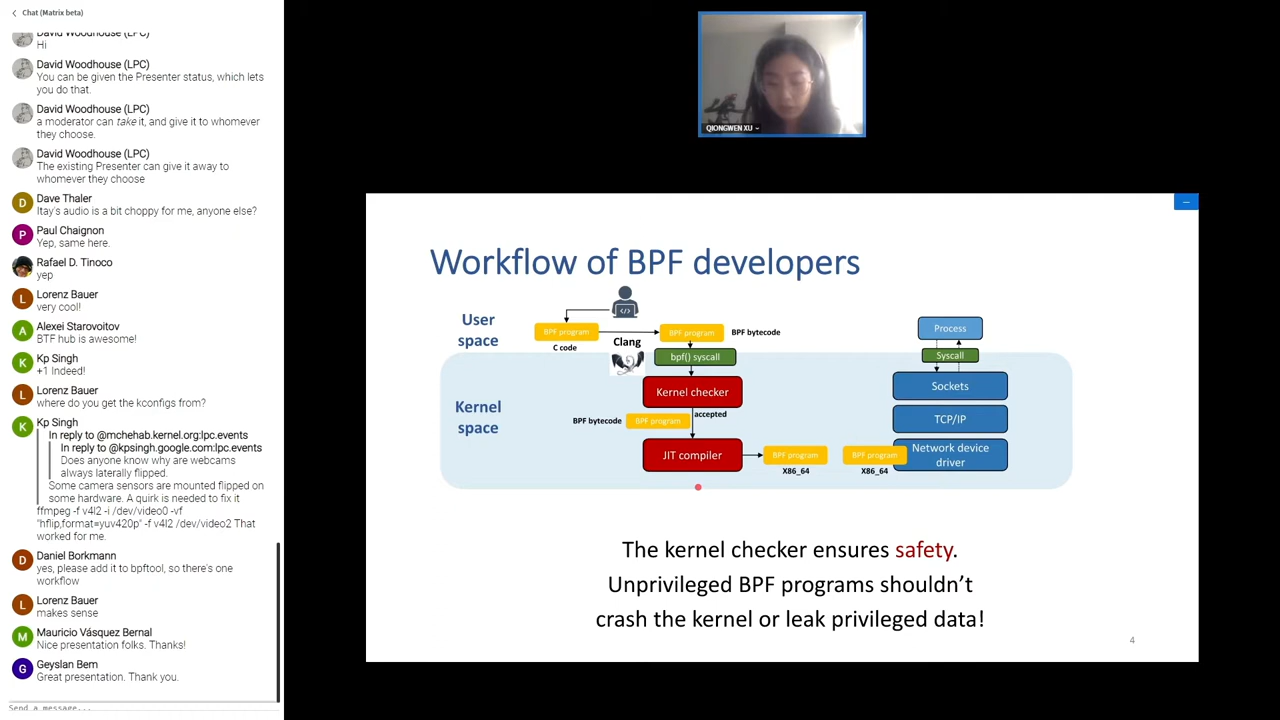 Chat (Matrix beta)
David Woodhouse (LPC)
Hi
David Woodhouse (LPC)
You can be given the Presenter status, which lets
you do that.
David Woodhouse (LPC)
a moderator can take it, and give it to whomever
they choose.
David Woodhouse (LPC)
The existing Presenter can give it away to
whomever they choose
D
Dave Thaler
Itay's audio is a bit choppy for me, anyone else?
P
Paul Chaignon
Yep, same here.
Rafael D. Tinoco
yep
L
Lorenz Bauer
very cool!
A
Alexei Starovoitov
BTF hub is awesome!
K
Kp Singh
+1 Indeed!
L
Lorenz Bauer
where do you get the kconfigs from?
K
Kp Singh
In reply to @mchehab.kernel.org:lpc.events
In reply to @kpsingh.google.com:lpc.events
Does anyone know why are webcams
always laterally flipped.
Some camera sensors are mounted flipped on
some hardware. A quirk is needed to fix it
ffmpeg -f v4l2 -i /dev/video0 -vf
"hflip,format=yuv420p" -f v4l2 /dev/video2 That
worked for me.
D
Daniel Borkmann
yes, please add it to bpftool, so there's one
workflow
L
Lorenz Bauer
makes sense
M
Mauricio Vásquez Bernal
Nice presentation folks. Thanks!
G
Geyslan Bem
Great presentation. Thank you.
Send a message...
QIONGWEN XU
Workflow of BPF developers
User
space
BPF program
C code
Clang
BPF program
BPF bytecode
bpf() syscall
Process
Syscall
Kernel
space
Kernel checker
accepted
BPF bytecode
BPF program
JIT compiler
BPF program
X86_64
BPF program
X86_64
Sockets
TCP/IP
Network device
driver
The kernel checker ensures safety.
Unprivileged BPF programs shouldn't
crash the kernel or leak privileged data!
4